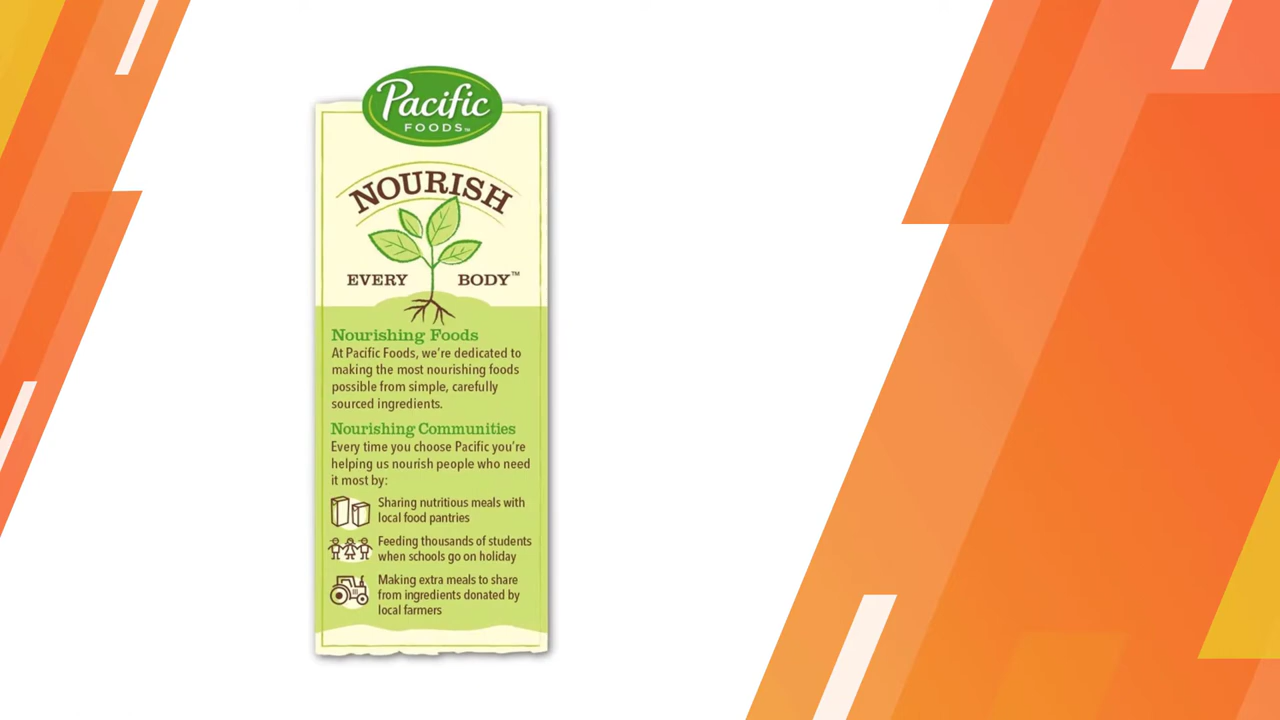 Pacific
FOODS™
NOURISH
EVERY BODY™
Nourishing Foods
At Pacific Foods, we're dedicated to
making the most nourishing foods
possible from simple, carefully
sourced ingredients.
Nourishing Communities
Every time you choose Pacific you're
helping us nourish people who need
it most by:
Sharing nutritious meals with
local food pantries
Feeding thousands of students
when schools go on holiday
Making extra meals to share
from ingredients donated by
local farmers